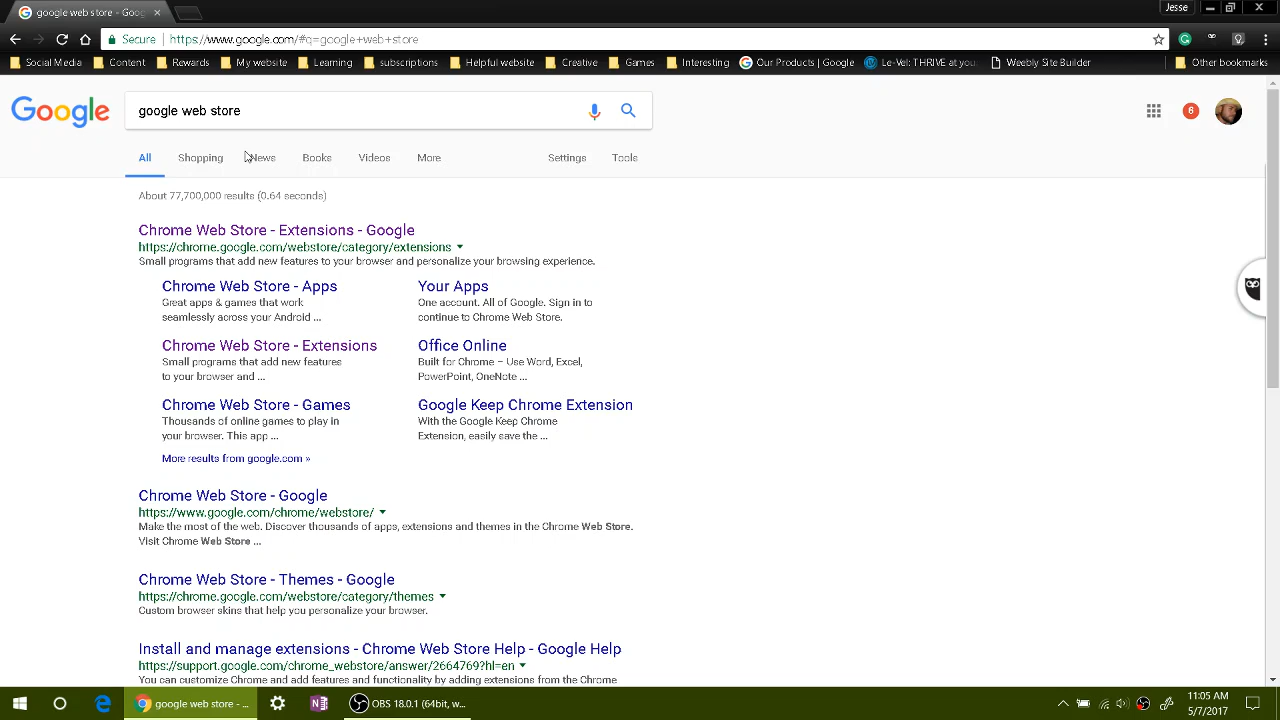 google web store - Goog
Jesse
Secure
https://www.google.com/#q=google+web+store
Social Media
Content
Rewards
My website
Learning
subscriptions
Helpful website
Creative
Games
Interesting
Our Products | Google
Le-Vel: THRIVE at you
Weebly Site Builder
Other bookmarks
Google
google web store
6
All
Shopping
News
Books
Videos
More
Settings
Tools
About 77,700,000 results (0.64 seconds)
Chrome Web Store - Extensions - Google
https://chrome.google.com/webstore/category/extensions
Small programs that add new features to your browser and personalize your browsing experience.
Chrome Web Store - Apps
Great apps & games that work
seamlessly across your Android ...
Your Apps
One account. All of Google. Sign in to
continue to Chrome Web Store.
Chrome Web Store - Extensions
Small programs that add new features
to your browser and ...
Office Online
Built for Chrome – Use Word, Excel,
PowerPoint, OneNote ...
Chrome Web Store - Games
Thousands of online games to play in
your browser. This app ...
Google Keep Chrome Extension
With the Google Keep Chrome
Extension, easily save the ...
More results from google.com »
Chrome Web Store - Google
https://www.google.com/chrome/webstore/
Make the most of the web. Discover thousands of apps, extensions and themes in the Chrome Web Store.
Visit Chrome Web Store ...
Chrome Web Store - Themes - Google
https://chrome.google.com/webstore/category/themes
Custom browser skins that help you personalize your browser.
Install and manage extensions - Chrome Web Store Help - Google Help
https://support.google.com/chrome_webstore/answer/2664769?hl=en
You can customize Chrome and add features and functionality by adding extensions from the Chrome
google web store - ...
N
OBS 18.0.1 (64bit, w...
11:05 AM
5/7/2017